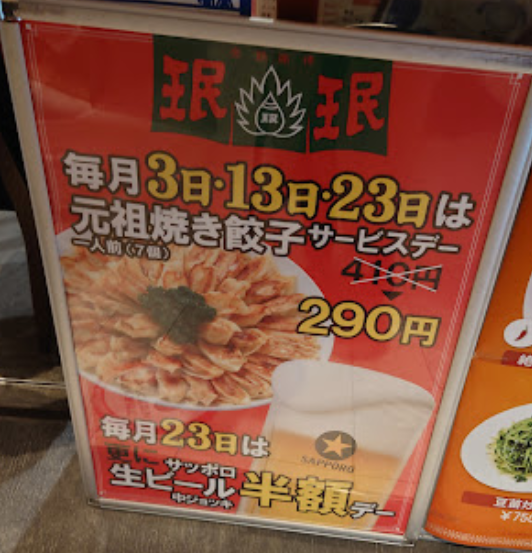 珉珉
珉
毎月3日・13日・23日は
元祖焼き餃子サービスデー
一人前(7個)
410円
290円
毎月23日は
更に
サッポロ
生ビール半額デー
中ジョッキ
SAPPORO
¥750